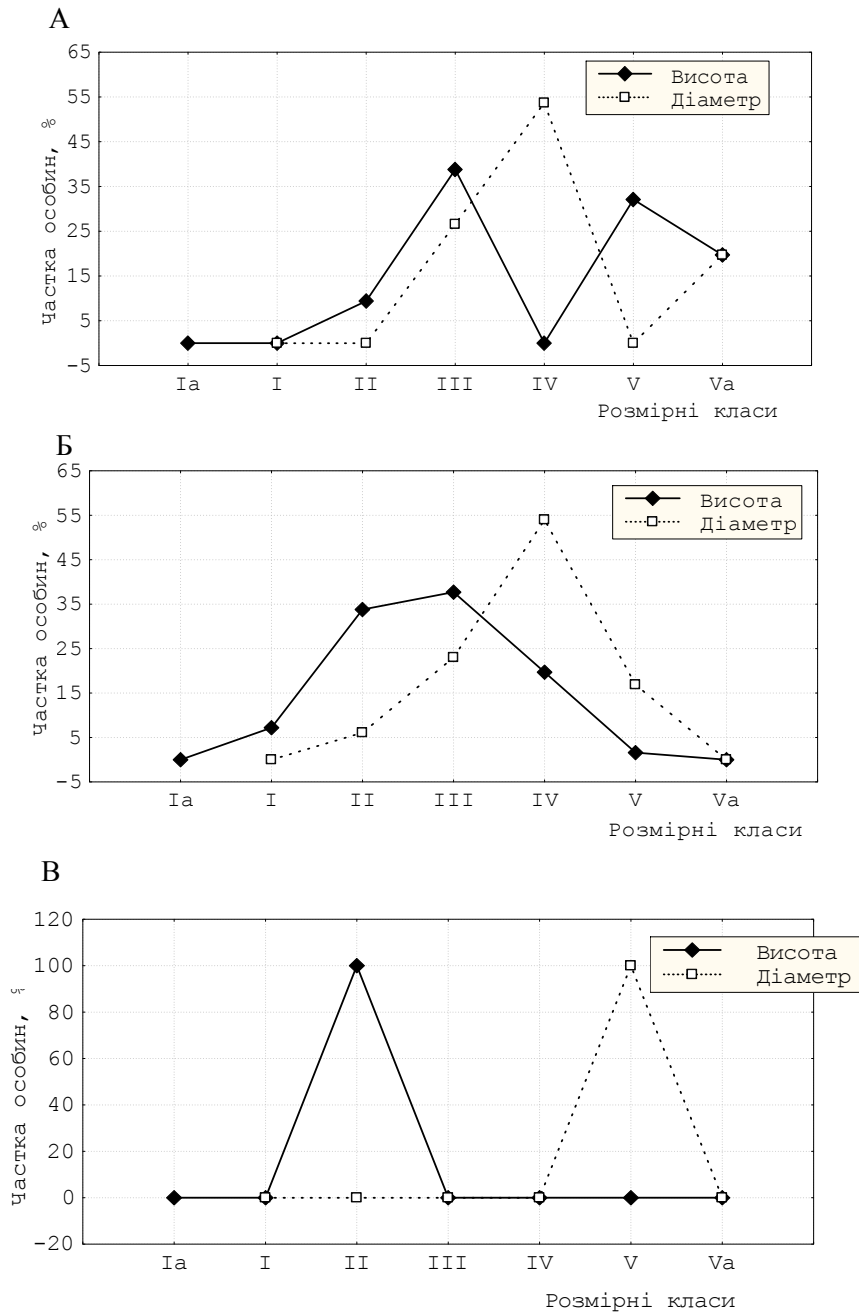 А
65
55
45
35
25
15
5
-5
Частка особин, %
Висота
Діаметр
Ia I II III IV V Va
Розмірні класи
Б
65
55
45
35
25
15
5
-5
Частка особин, %
Висота
Діаметр
Ia I II III IV V Va
Розмірні класи
В
120
100
80
60
40
20
0
-20
Частка особин, %
Висота
Діаметр
Ia I II III IV V Va
Розмірні класи